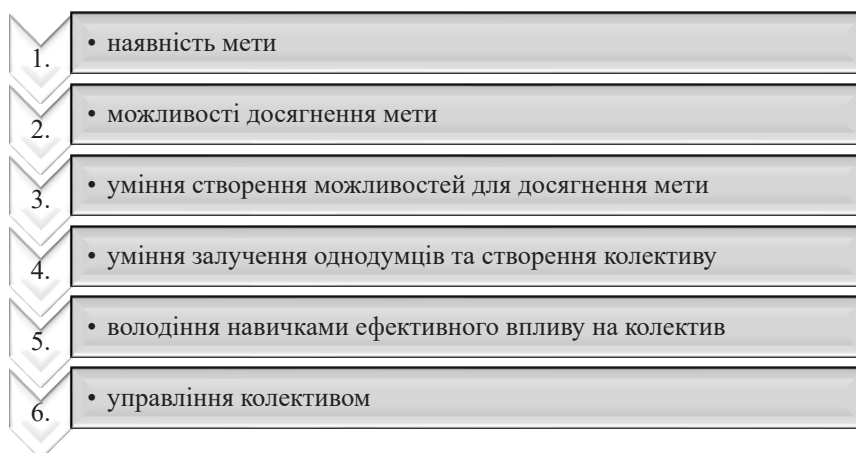 1. • наявність мети
2. • можливості досягнення мети
3. • уміння створення можливостей для досягнення мети
4. • уміння залучення однодумців та створення колективу
5. • володіння навичками ефективного впливу на колектив
6. • управління колективом